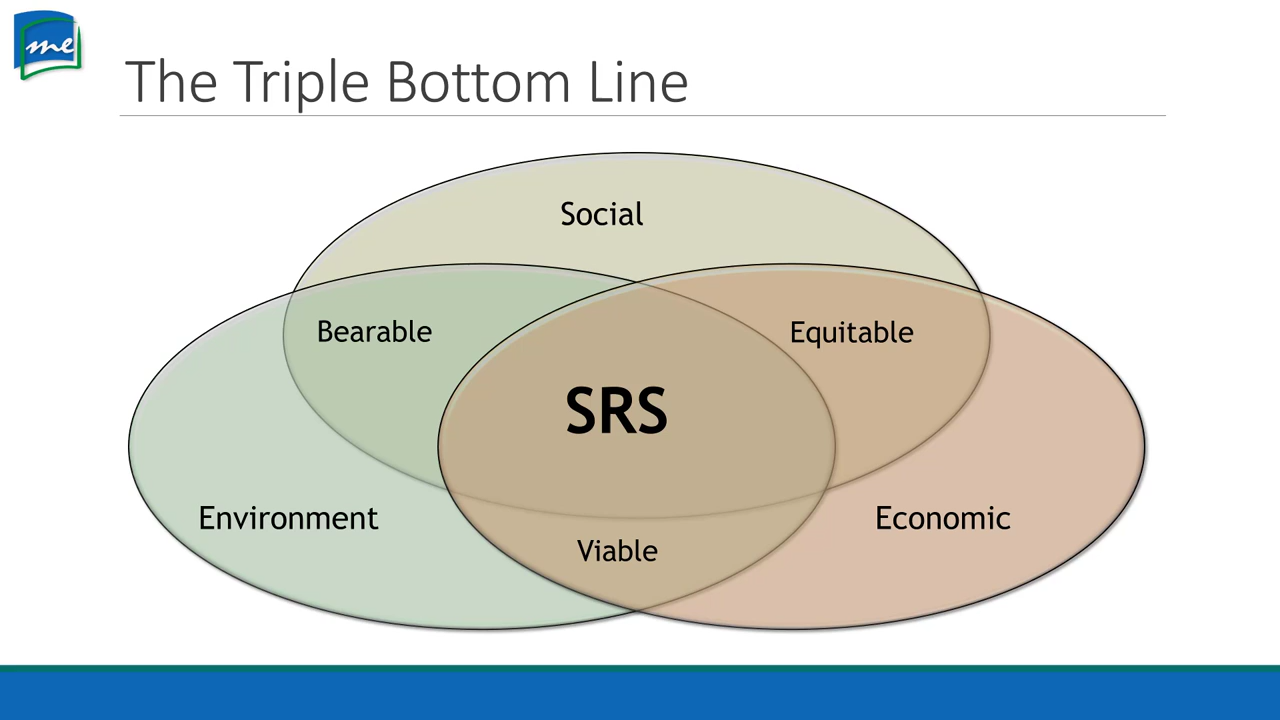 me
The Triple Bottom Line
Social
Bearable
Equitable
SRS
Environment
Economic
Viable